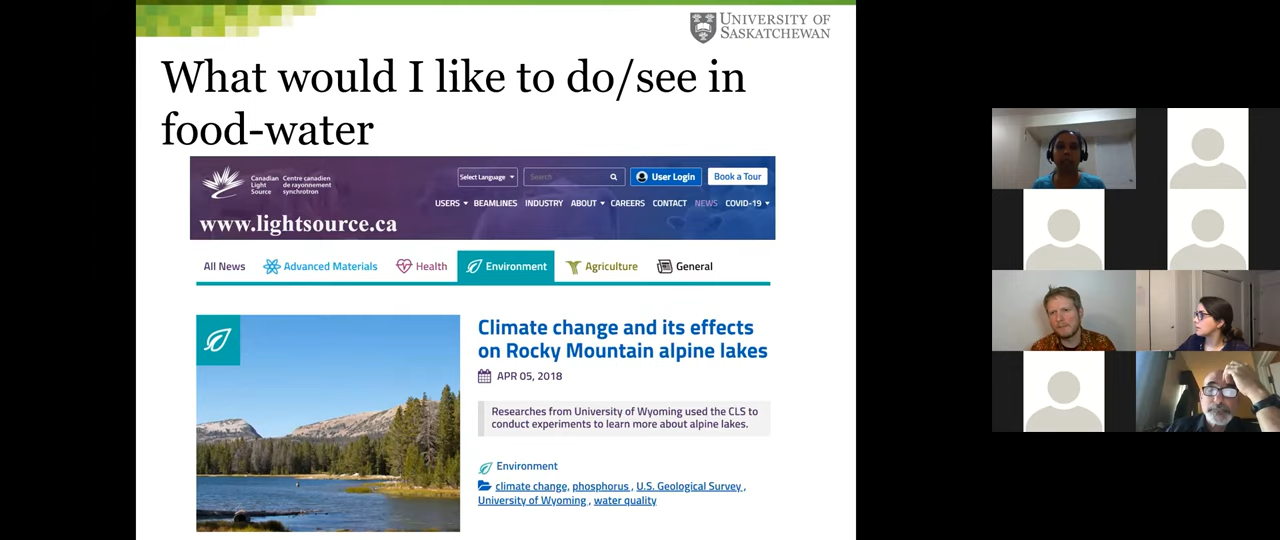 UNIVERSITY OF
SASKATCHEWAN
What would I like to do/see in
food-water
Canadian Light Source
Centre canadien de rayonnement synchrotron
Select Language
Search
User Login
Book a Tour
USERS BEAMLINES INDUSTRY ABOUT CAREERS CONTACT NEWS COVID-19
www.lightsource.ca
All News Advanced Materials Health Environment Agriculture General
Climate change and its effects
on Rocky Mountain alpine lakes
APR 05, 2018
Researches from University of Wyoming used the CLS to
conduct experiments to learn more about alpine lakes.
Environment
climate change, phosphorus , U.S. Geological Survey ,
University of Wyoming , water quality